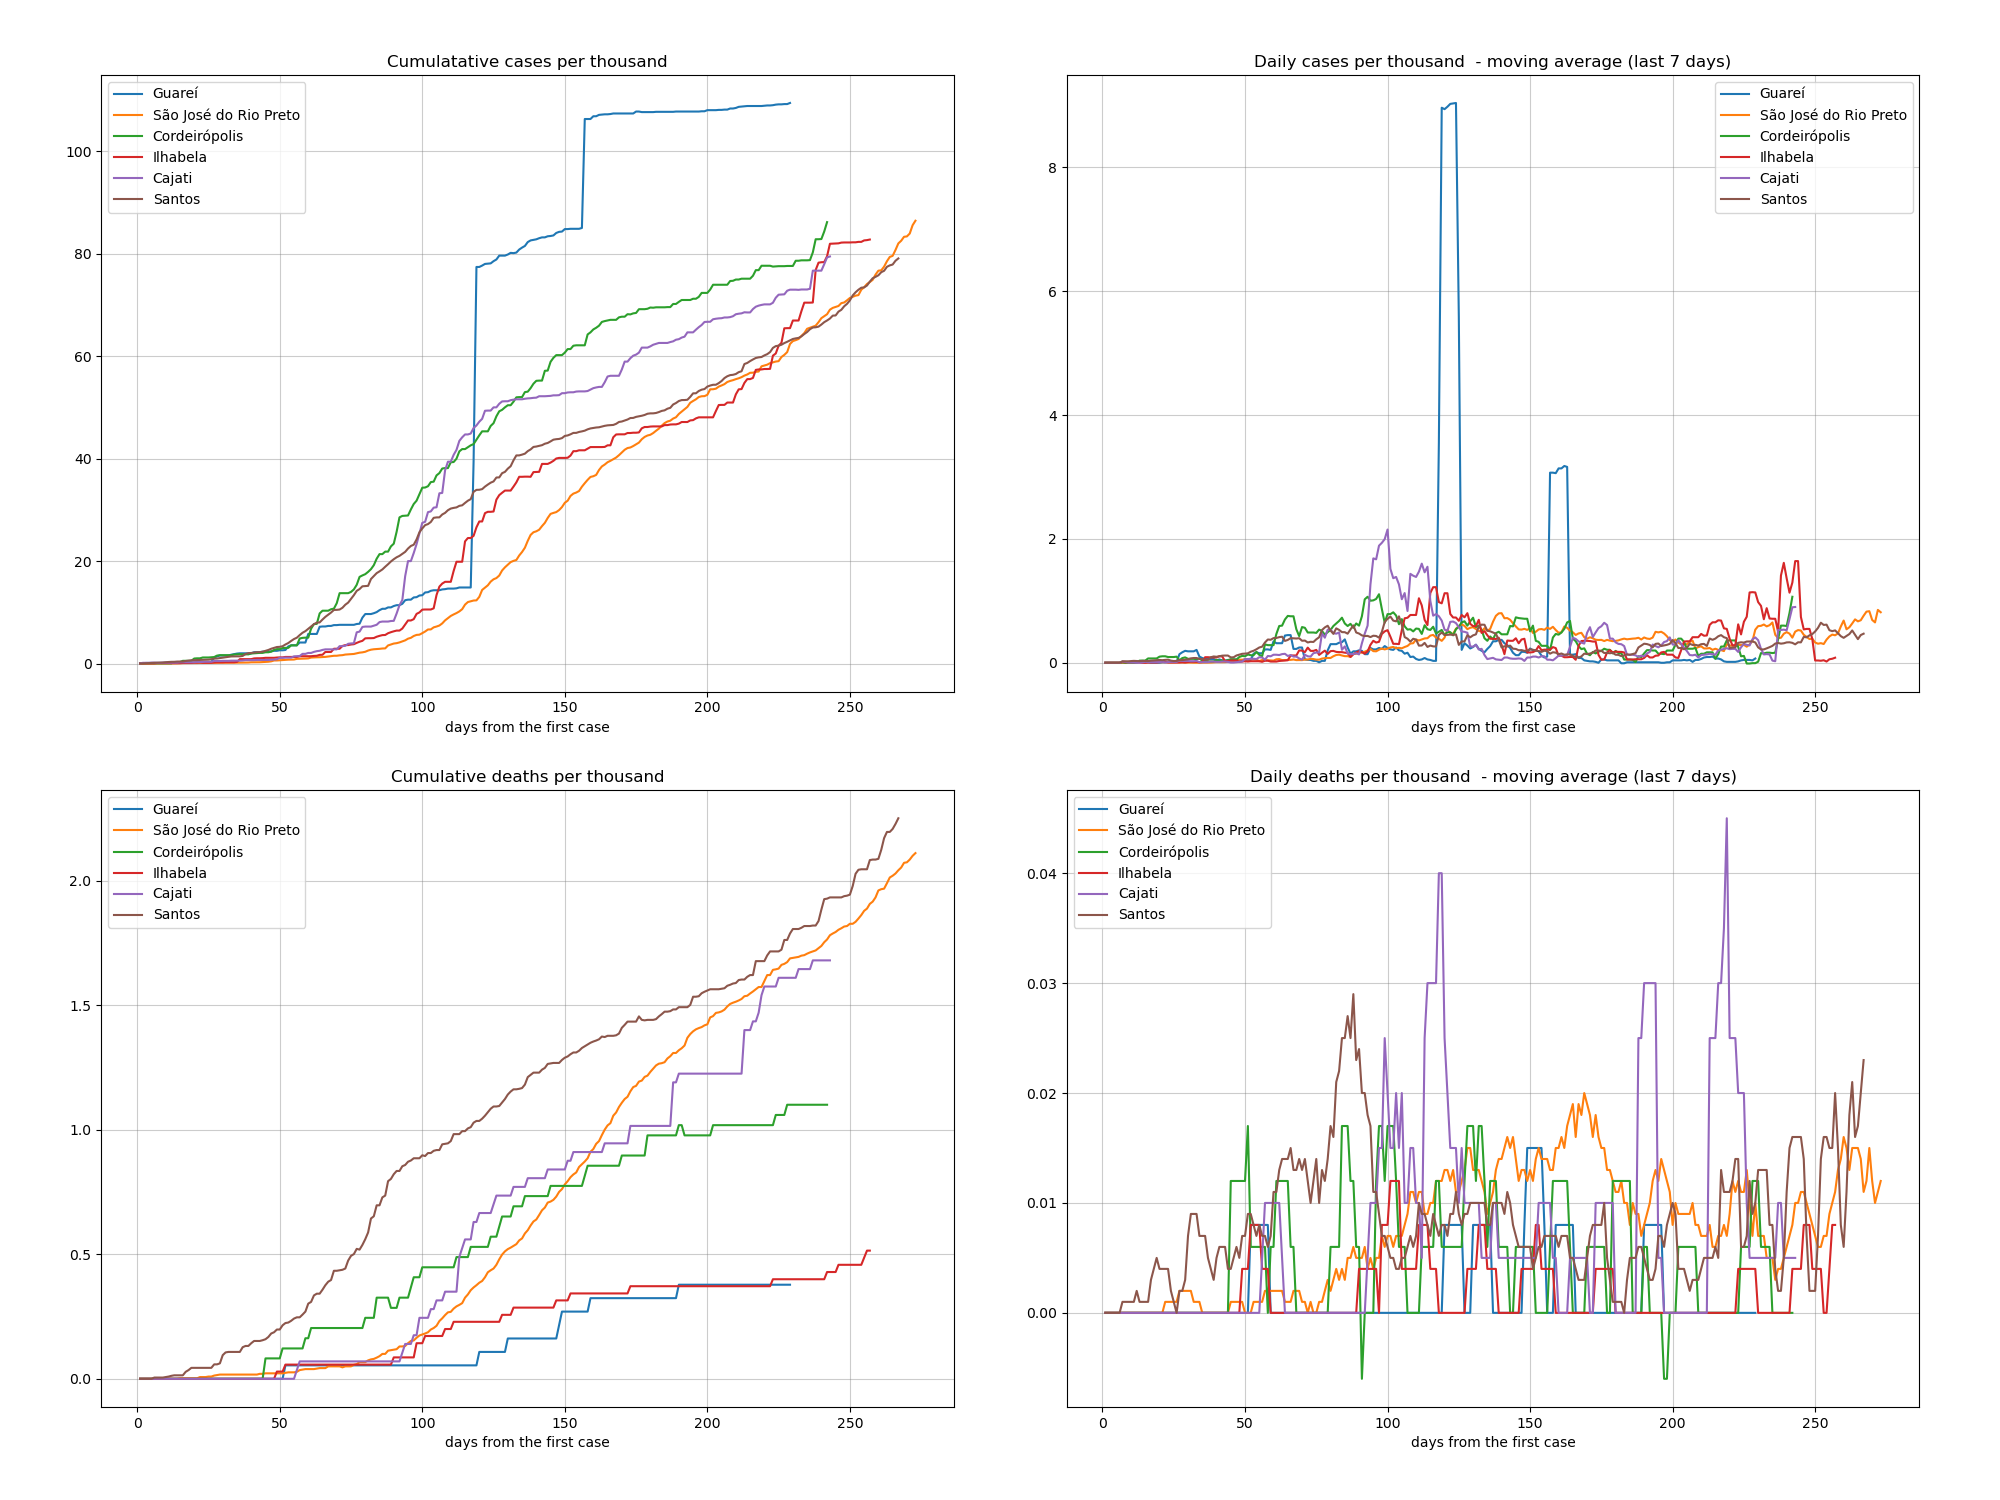 Cumulatative cases per thousand
Guareí
São José do Rio Preto
Cordeirópolis
Ilhabela
Cajati
Santos
100
80
60
40
20
0
0 50 100 150 200 250
days from the first case
Daily cases per thousand - moving average (last 7 days)
Guareí
São José do Rio Preto
Cordeirópolis
Ilhabela
Cajati
Santos
8
6
4
2
0
0 50 100 150 200 250
days from the first case
Cumulative deaths per thousand
Guareí
São José do Rio Preto
Cordeirópolis
Ilhabela
Cajati
Santos
2.0
1.5
1.0
0.5
0.0
0 50 100 150 200 250
days from the first case
Daily deaths per thousand - moving average (last 7 days)
Guareí
São José do Rio Preto
Cordeirópolis
Ilhabela
Cajati
Santos
0.04
0.03
0.02
0.01
0.00
0 50 100 150 200 250
days from the first case